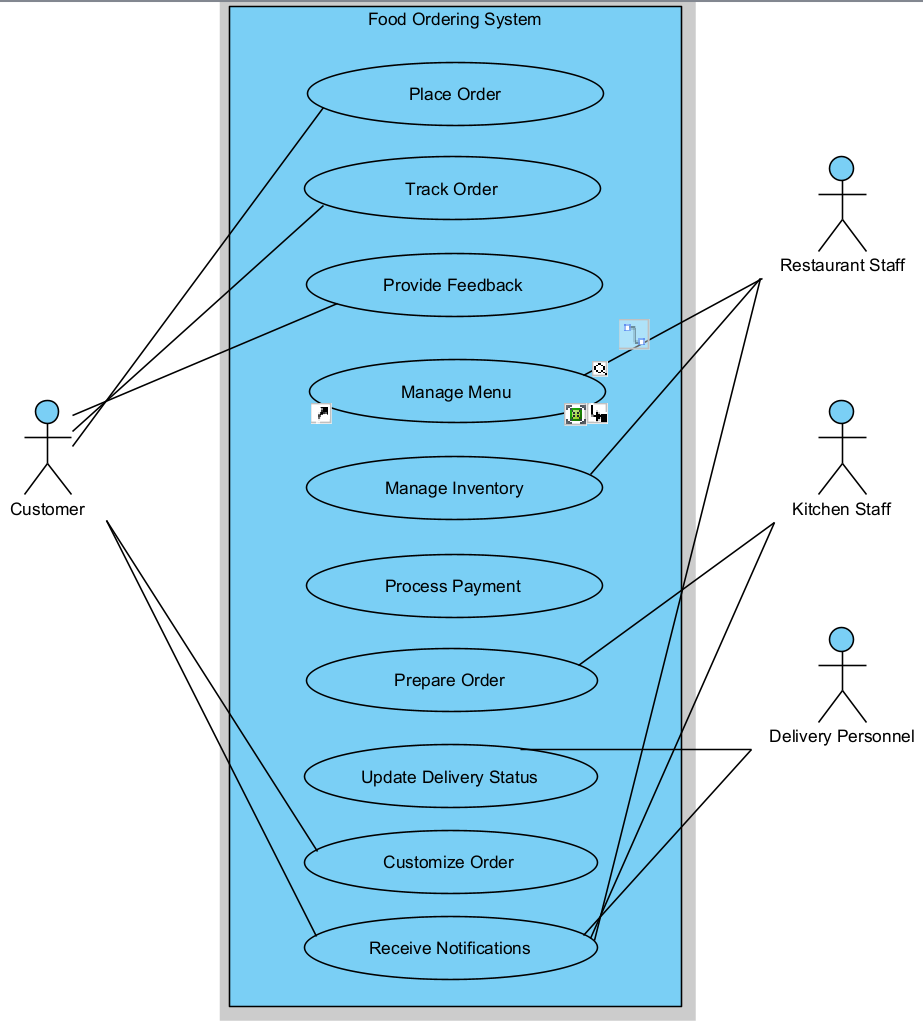 Food Ordering System
Place Order
Track Order
Provide Feedback
Manage Menu
Manage Inventory
Process Payment
Prepare Order
Update Delivery Status
Customize Order
Receive Notifications
Customer
Restaurant Staff
Kitchen Staff
Delivery Personnel